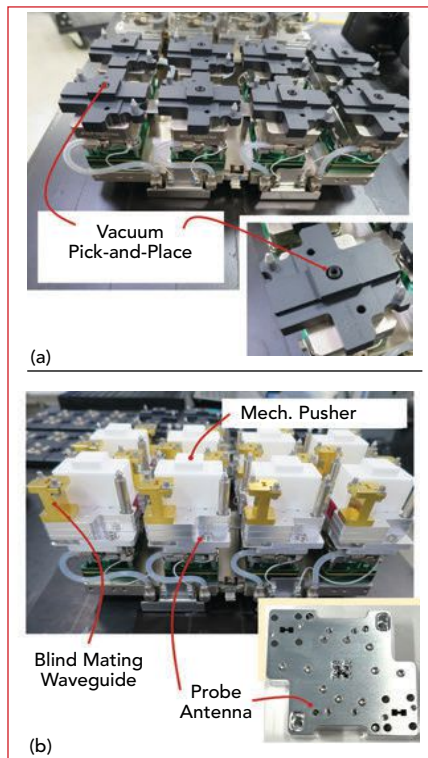 Vacuum
Pick-and-Place
(a)
Mech. Pusher
Blind Mating
Waveguide
Probe
Antenna
(b)